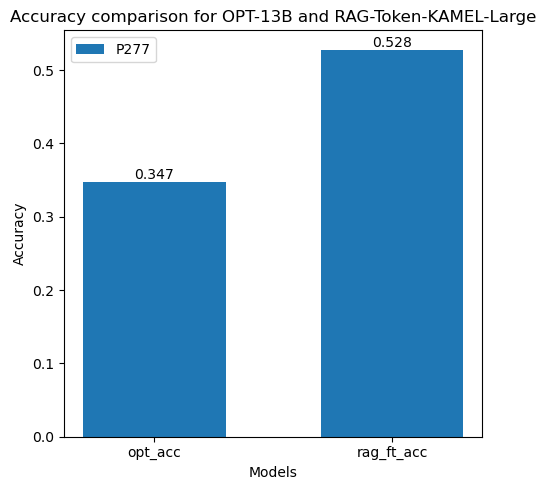 Accuracy comparison for OPT-13B and RAG-Token-KAMEL-Large
P277
0.528
0.347
0.5
0.4
0.3
0.2
0.1
0.0
Accuracy
opt_acc rag_ft_acc
Models